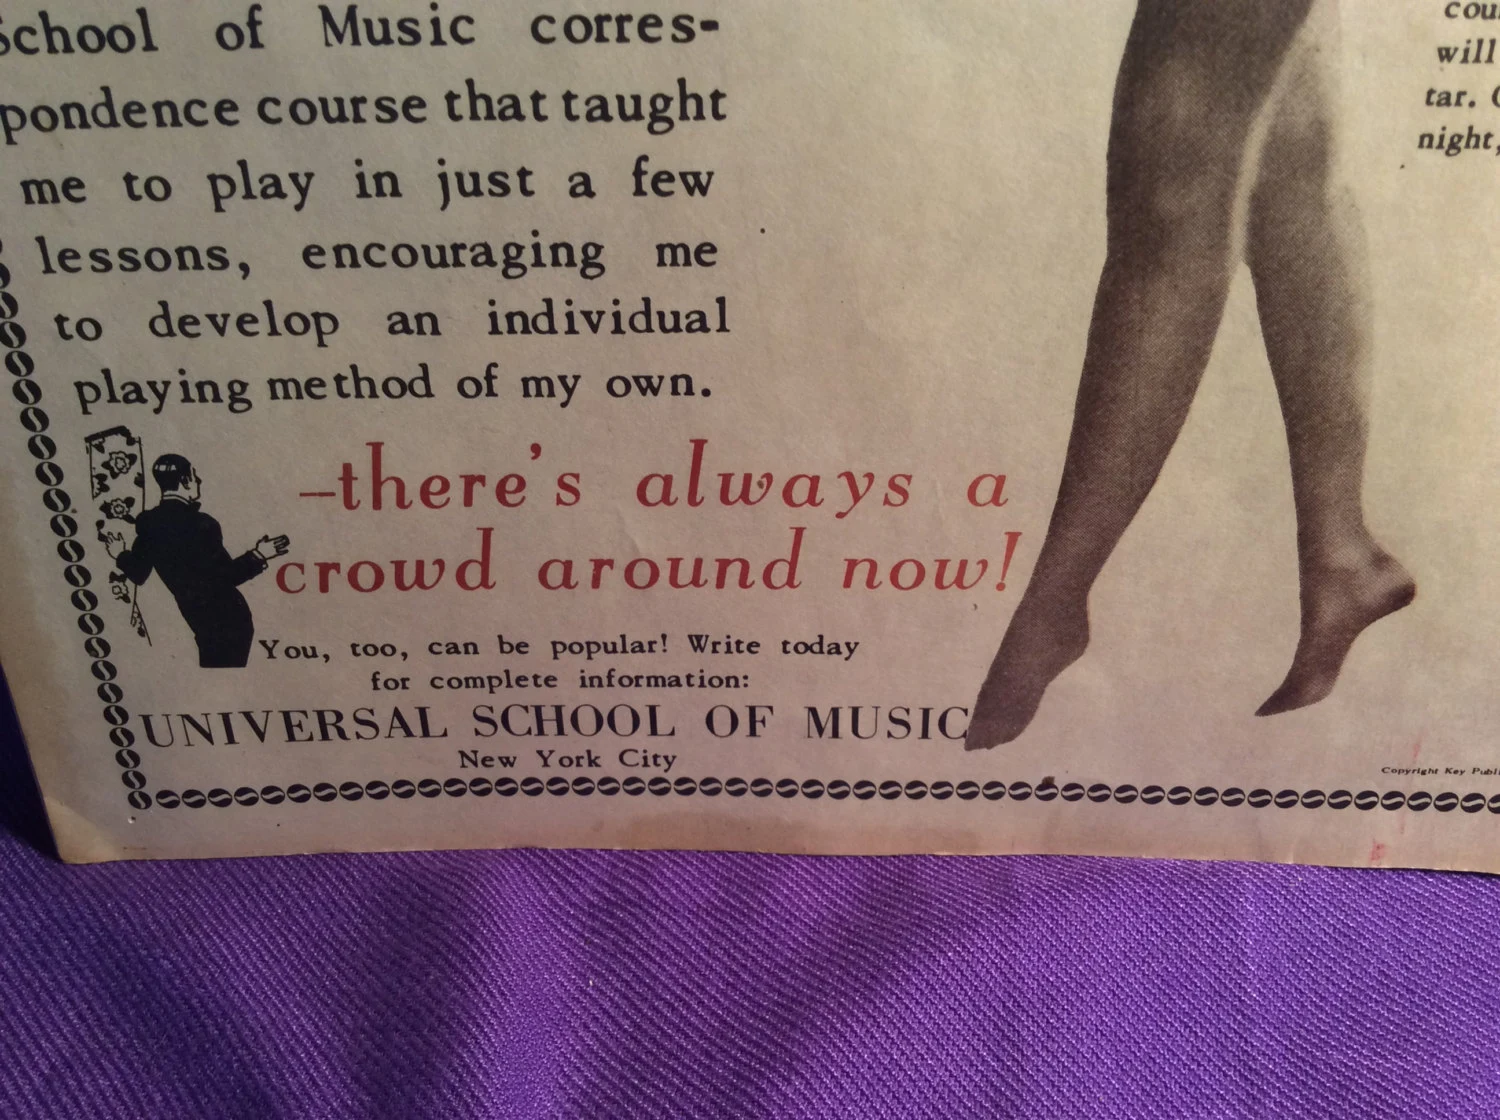 School of Music corres-
pondence course that taught
me to play in just a few
lessons, encouraging me
to develop an individual
playing method of my own.
—there's always a
crowd around now!
You, too, can be popular! Write today
for complete information:
UNIVERSAL SCHOOL OF MUSIC
New York City
will
tar.
night,
Copyright Key